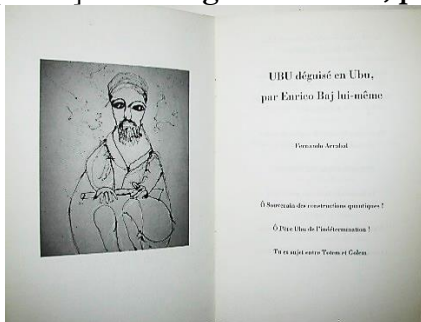 UBU déguisé en Ubu,
par Enrico Baj lui-même
Fernando Arrabal
Ô Souverain des constructions quantiques !
Ô Père Ubu de l'indétermination !
Tu es sujet entre Totem et Golem